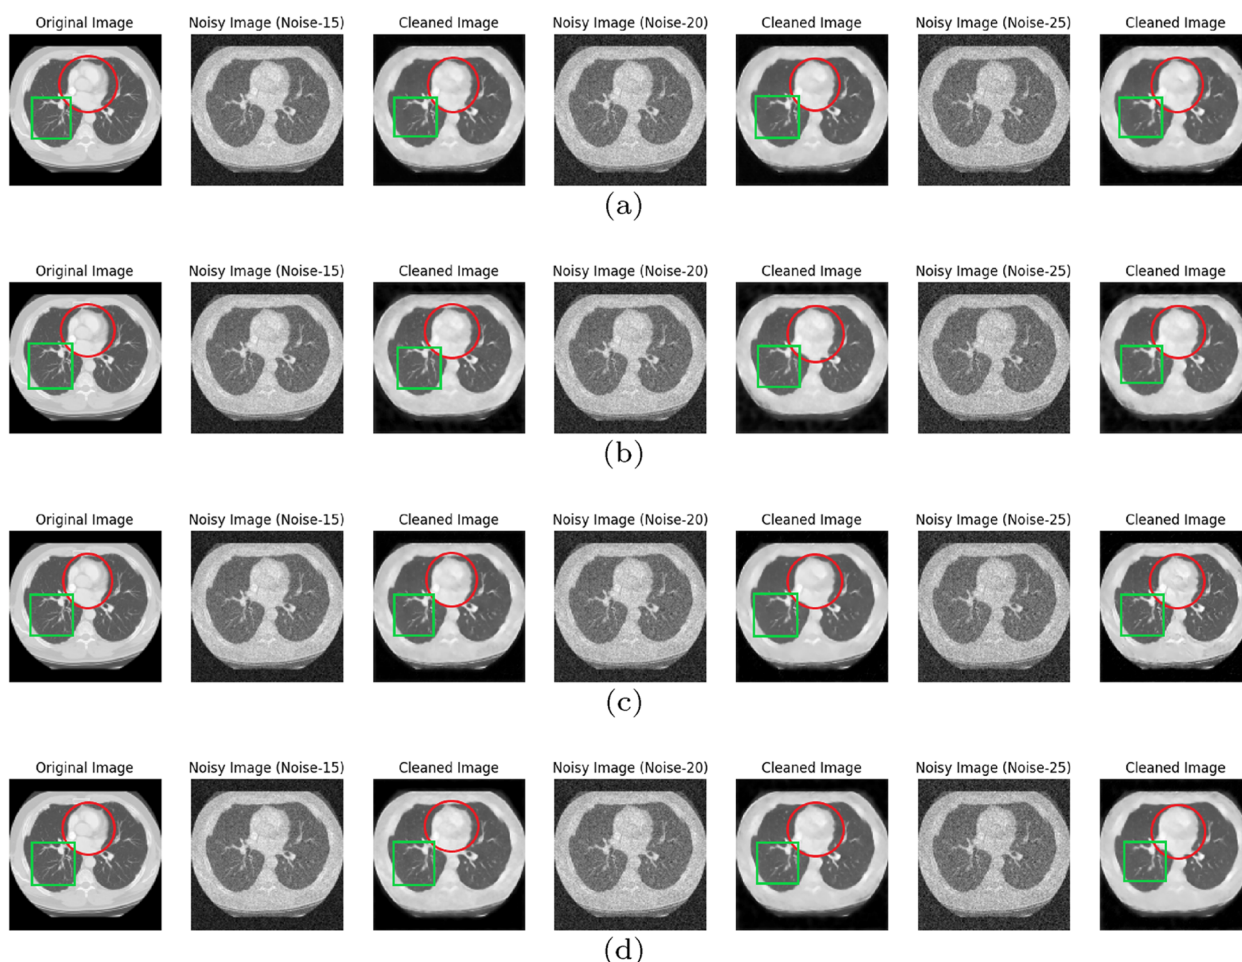 Original Image Noisy Image (Noise-15) Cleaned Image Noisy Image (Noise-20) Cleaned Image Noisy Image (Noise-25) Cleaned Image
(a)
Original Image Noisy Image (Noise-15) Cleaned Image Noisy Image (Noise-20) Cleaned Image Noisy Image (Noise-25) Cleaned Image
(b)
Original Image Noisy Image (Noise-15) Cleaned Image Noisy Image (Noise-20) Cleaned Image Noisy Image (Noise-25) Cleaned Image
(c)
Original Image Noisy Image (Noise-15) Cleaned Image Noisy Image (Noise-20) Cleaned Image Noisy Image (Noise-25) Cleaned Image
(d)